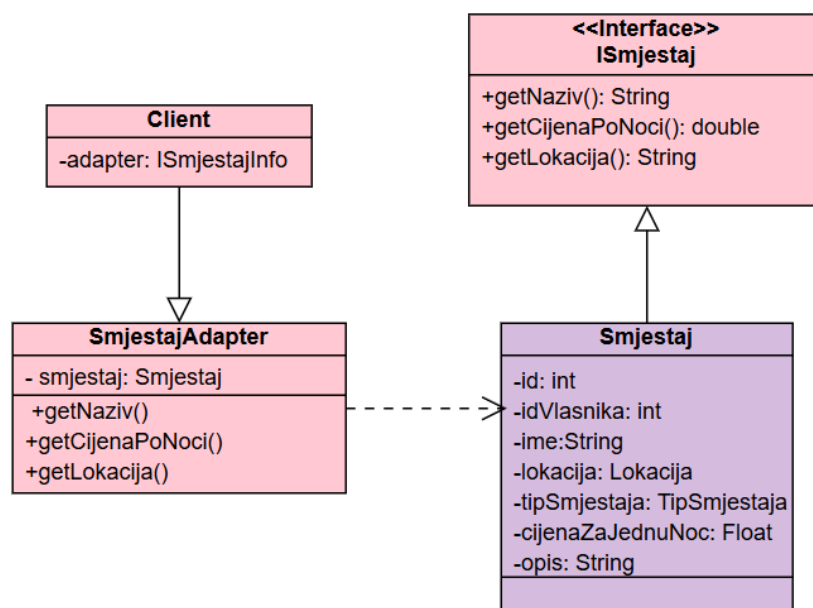 <<Interface>>
ISmjestaj
+getNaziv(): String
+getCijenaPoNoci(): double
+getLokacija(): String
Client
-adapter: ISmjestajInfo
SmjestajAdapter
- smjestaj: Smjestaj
+getNaziv()
+getCijenaPoNoci()
+getLokacija()
Smjestaj
-id: int
-idVlasnika: int
-ime:String
-lokacija: Lokacija
-tipSmjestaja: TipSmjestaja
-cijenaZaJednuNoc: Float
-opis: String